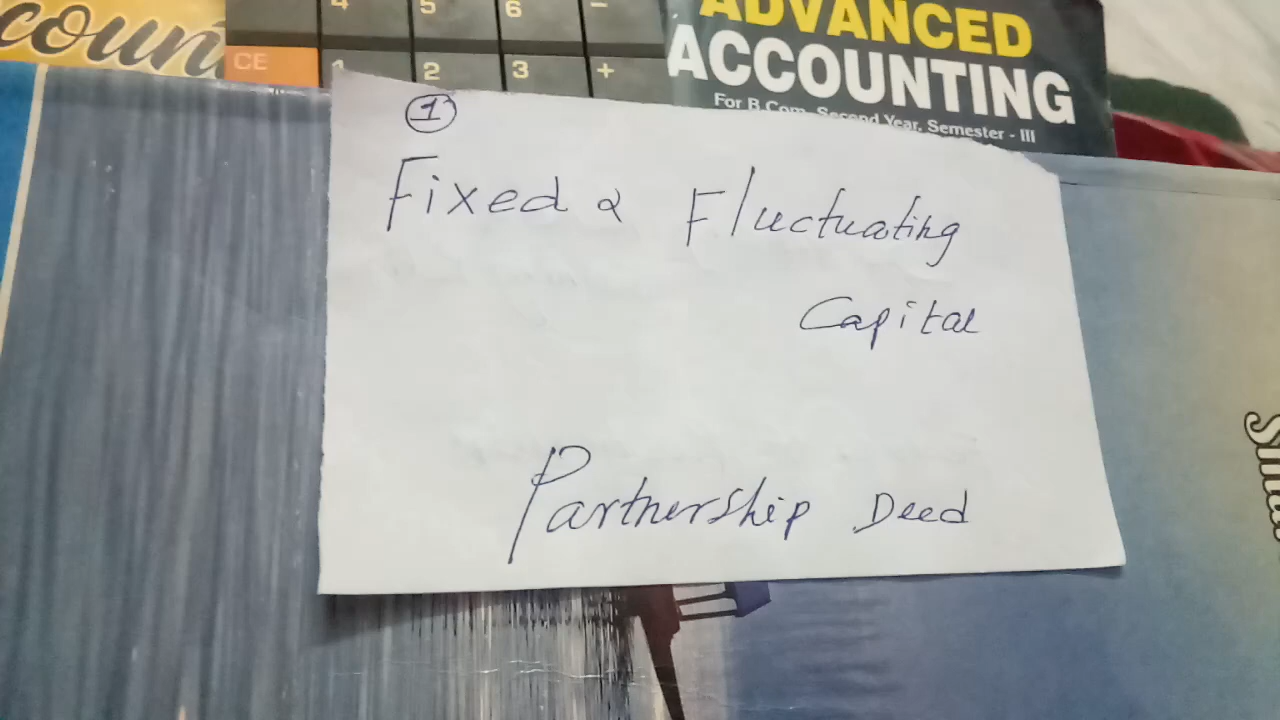 coun
4 5 6 -
CE 1 2 3 +
ADVANCED
ACCOUNTING
For B.Com. Second Year, Semester - III
1
Fixed & Fluctuating
Capital
Partnership Deed